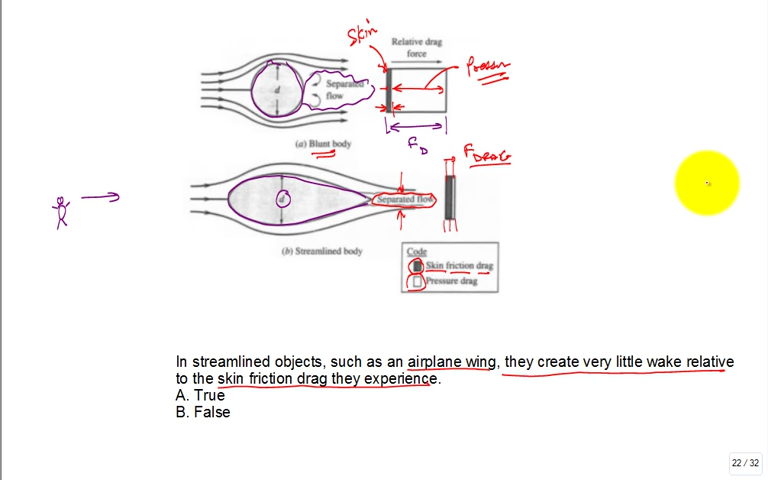 Skin
Relative drag
force
Pressure
d
Separated
flow
(a) Blunt body
FD
FDRAG
d
Separated flow
(b) Streamlined body
Code
Skin friction drag
Pressure drag
In streamlined objects, such as an airplane wing, they create very little wake relative
to the skin friction drag they experience.
A. True
B. False
22 / 32